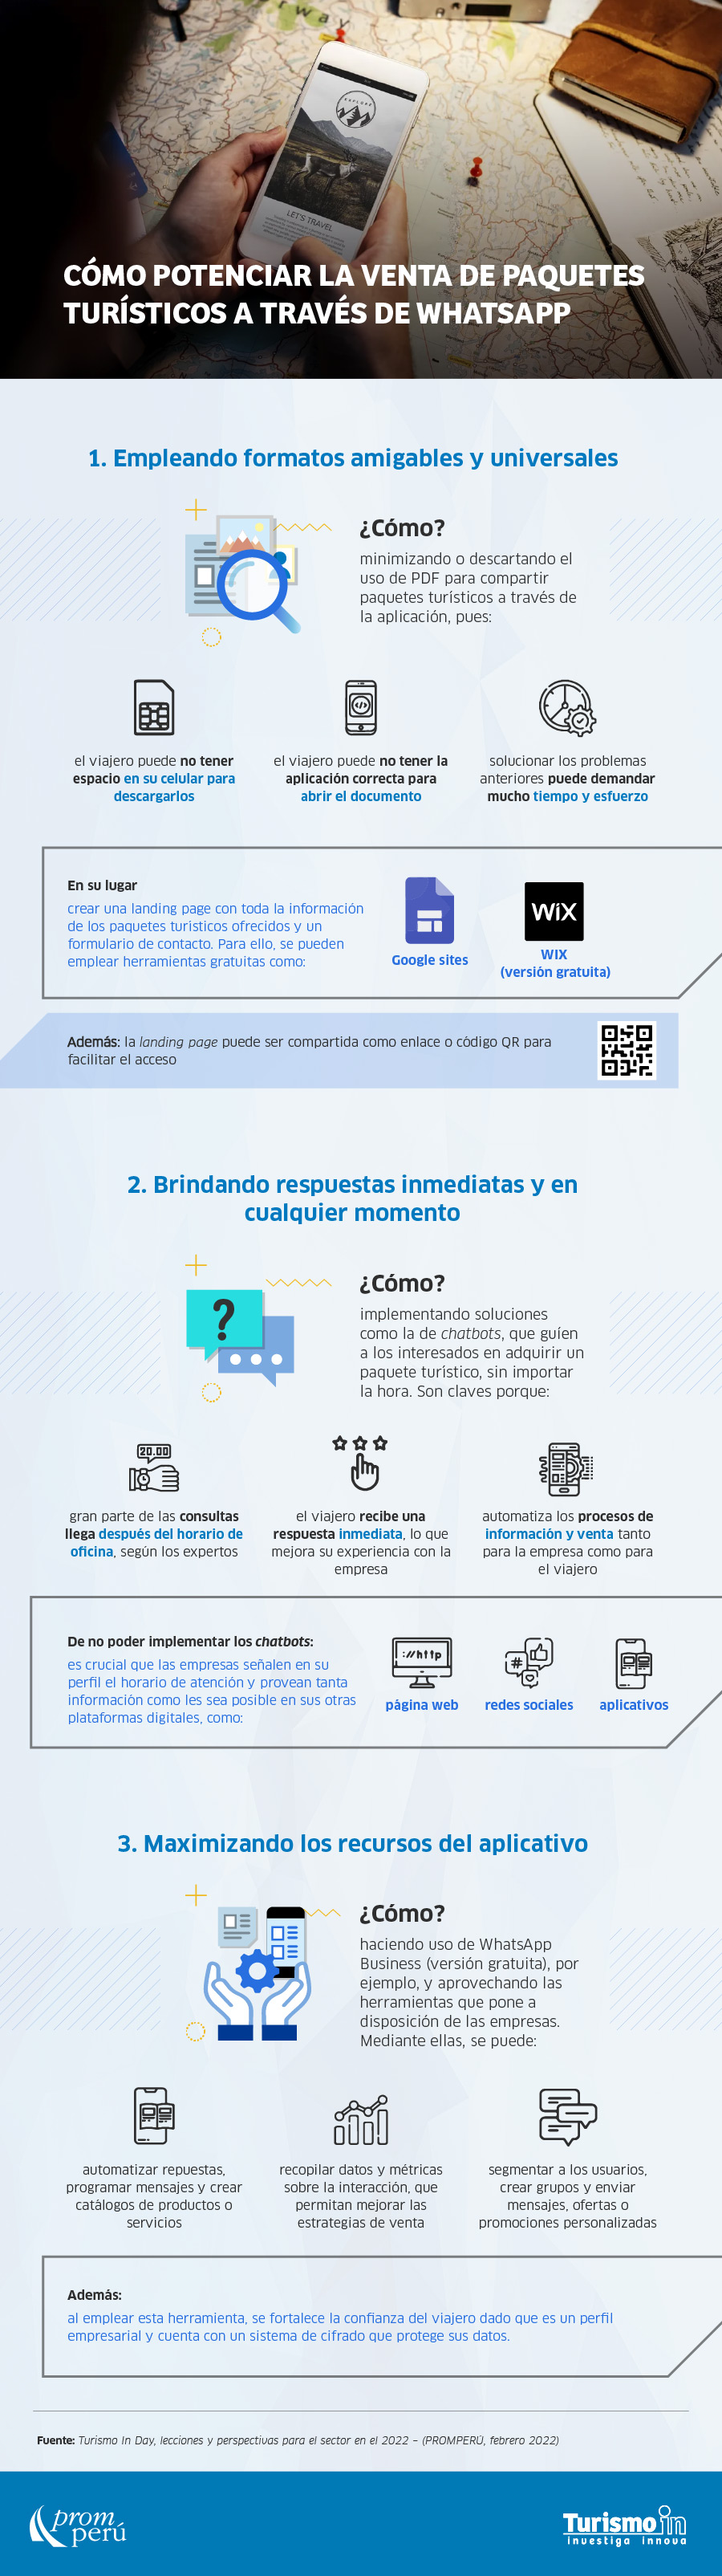 rway
EXPLORE
LET'S TRAVEL
CÓMO POTENCIAR LA VENTA DE PAQUETES
TURÍSTICOS A TRAVÉS DE WHATSAPP
1. Empleando formatos amigables y universales
¿Cómo?
minimizando o descartando el
uso de PDF para compartir
paquetes turísticos a través de
la aplicación, pues:
el viajero puede no tener
espacio en su celular para
descargarlos
el viajero puede no tener la
aplicación correcta para
abrir el documento
solucionar los problemas
anteriores puede demandar
mucho tiempo y esfuerzo
En su lugar
crear una landing page con toda la información
de los paquetes turisticos ofrecidos y un
formulario de contacto. Para ello, se pueden
emplear herramientas gratuitas como:
Google sites
WiX
WIX
(versión gratuita)
Además: la landing page puede ser compartida como enlace o código QR para
facilitar el acceso
2. Brindando respuestas inmediatas y en
cualquier momento
?
¿Cómo?
implementando soluciones
como la de chatbots, que guíen
a los interesados en adquirir un
paquete turístico, sin importar
la hora. Son claves porque:
20.00
gran parte de las consultas
llega después del horario de
oficina, según los expertos
el viajero recibe una
respuesta inmediata, lo que
mejora su experiencia con la
empresa
automatiza los procesos de
información y venta tanto
para la empresa como para
el viajero
De no poder implementar los chatbots:
es crucial que las empresas señalen en su
perfil el horario de atención y provean tanta
información como les sea posible en sus otras
plataformas digitales, como:
://http
página web
#
redes sociales
aplicativos
3. Maximizando los recursos del aplicativo
¿Cómo?
haciendo uso de WhatsApp
Business (versión gratuita), por
ejemplo, y aprovechando las
herramientas que pone a
disposición de las empresas.
Mediante ellas, se puede:
automatizar repuestas,
programar mensajes y crear
catálogos de productos o
servicios
recopilar datos y métricas
sobre la interacción, que
permitan mejorar las
estrategias de venta
segmentar a los usuarios,
crear grupos y enviar
mensajes, ofertas o
promociones personalizadas
Además:
al emplear esta herramienta, se fortalece la confianza del viajero dado que es un perfil
empresarial y cuenta con un sistema de cifrado que protege sus datos.
Fuente: Turismo In Day, lecciones y perspectivas para el sector en el 2022 – (PROMPERÚ, febrero 2022)
prom
perú
Turismo in
investiga innova